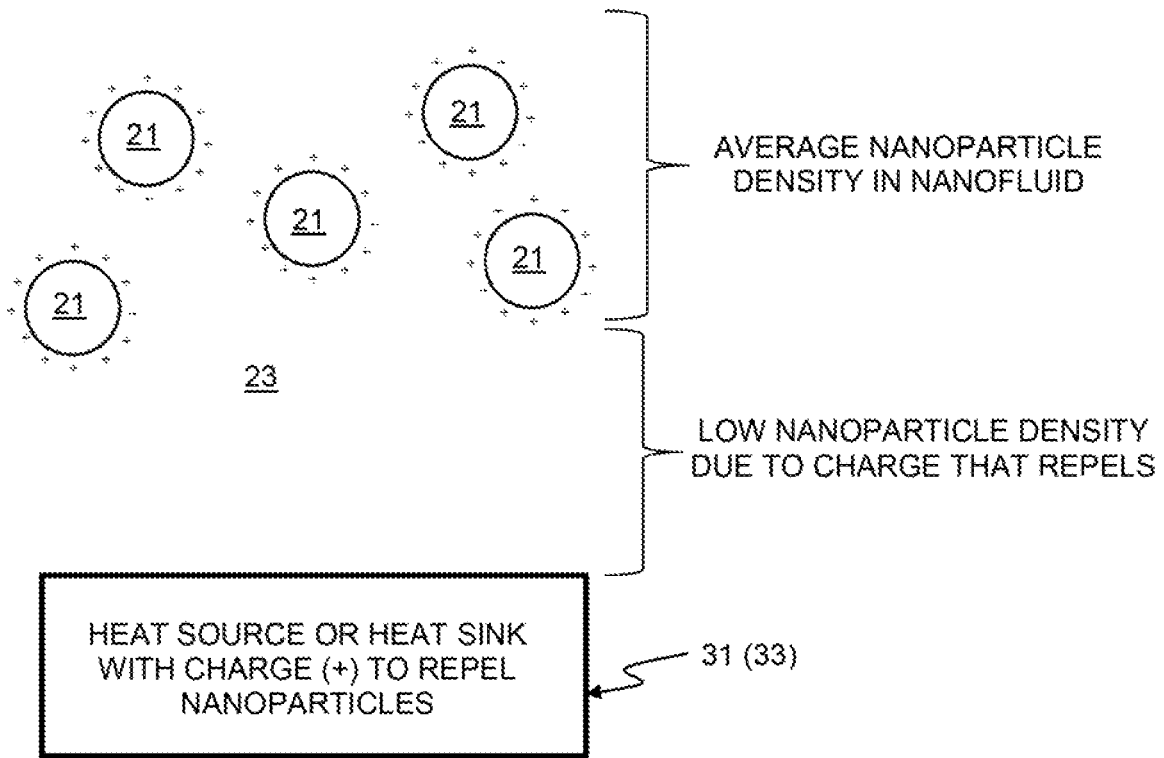 21
21
21
21
21
23
AVERAGE NANOPARTICLE
DENSITY IN NANOFLUID
LOW NANOPARTICLE DENSITY
DUE TO CHARGE THAT REPELS
HEAT SOURCE OR HEAT SINK
WITH CHARGE (+) TO REPEL
NANOPARTICLES
31 (33)